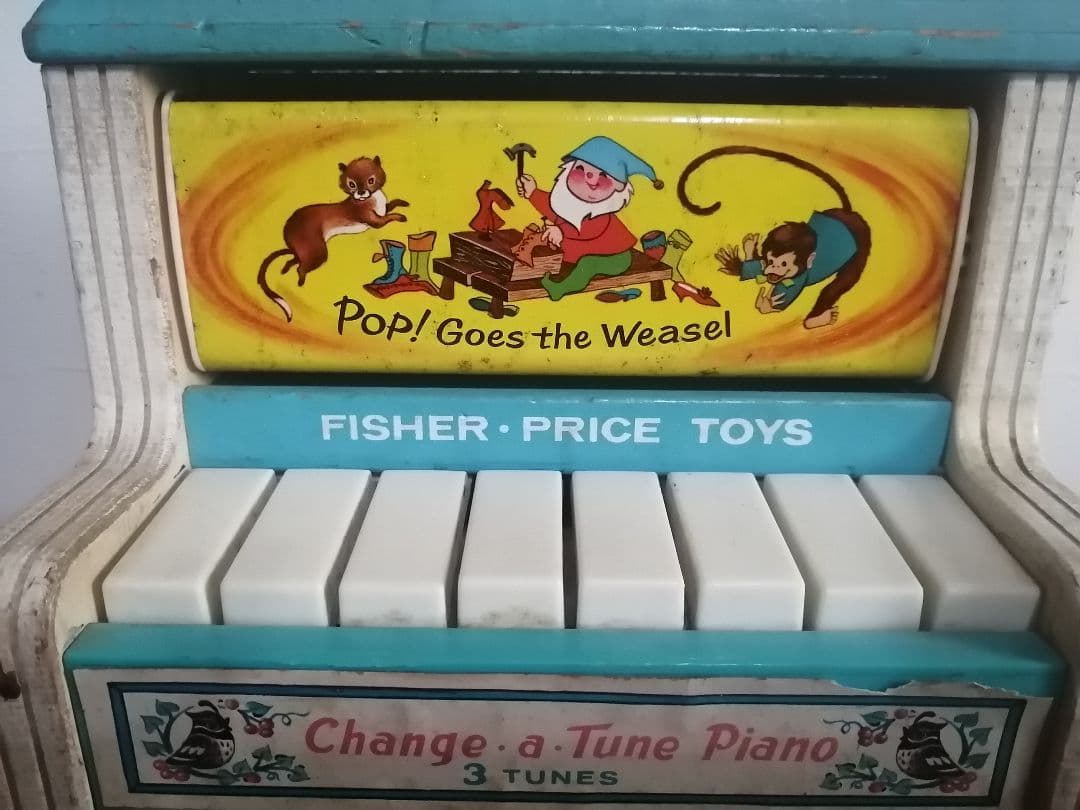 Pop! Goes the Weasel
FISHER·PRICE TOYS
Change·a·Tune Piano
3 TUNES